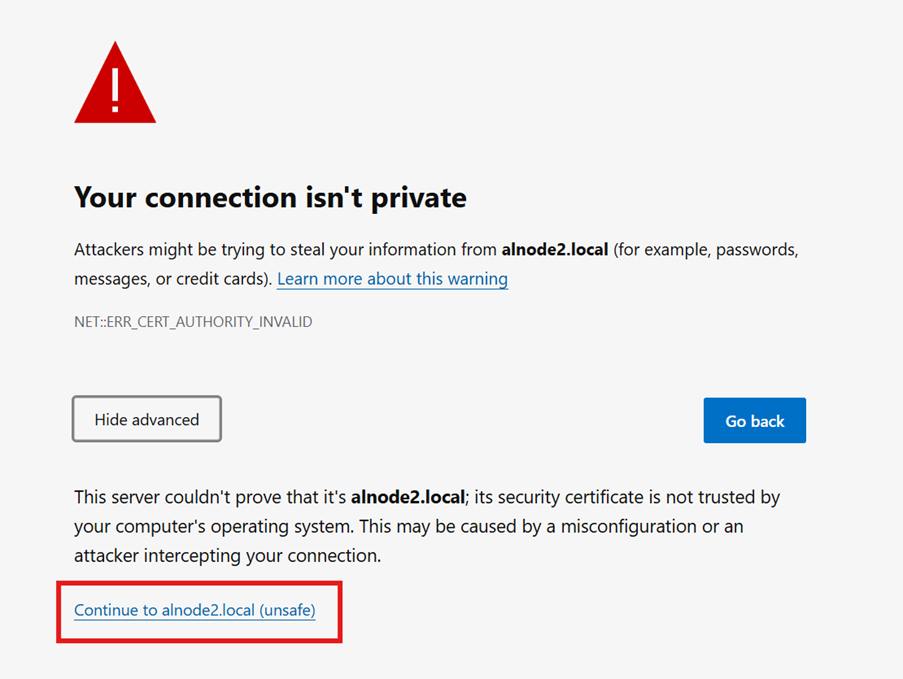 !
Your connection isn't private
Attackers might be trying to steal your information from alnode2.local (for example, passwords,
messages, or credit cards). Learn more about this warning
NET::ERR_CERT_AUTHORITY_INVALID
Hide advanced
Go back
This server couldn't prove that it's alnode2.local; its security certificate is not trusted by
your computer's operating system. This may be caused by a misconfiguration or an
attacker intercepting your connection.
Continue to alnode2.local (unsafe)